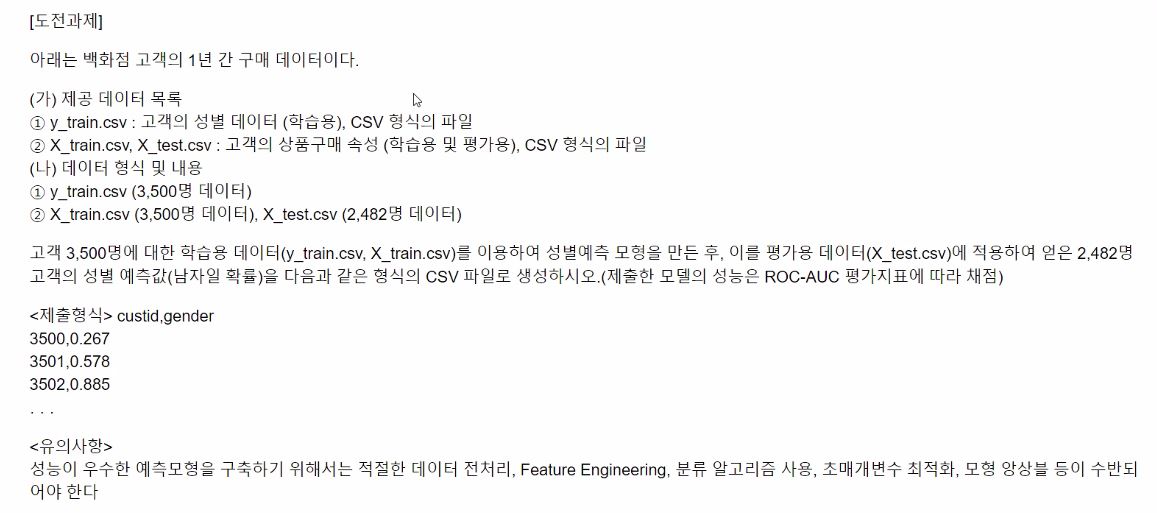 [도전과제]
아래는 백화점 고객의 1년 간 구매 데이터이다.
(가) 제공 데이터 목록
① y_train.csv : 고객의 성별 데이터 (학습용), CSV 형식의 파일
② X_train.csv, X_test.csv : 고객의 상품구매 속성 (학습용 및 평가용), CSV 형식의 파일
(나) 데이터 형식 및 내용
① y_train.csv (3,500명 데이터)
② X_train.csv (3,500명 데이터), X_test.csv (2,482명 데이터)
고객 3,500명에 대한 학습용 데이터(y_train.csv, X_train.csv)를 이용하여 성별예측 모형을 만든 후, 이를 평가용 데이터(X_test.csv)에 적용하여 얻은 2,482명
고객의 성별 예측값(남자일 확률)을 다음과 같은 형식의 CSV 파일로 생성하시오.(제출한 모델의 성능은 ROC-AUC 평가지표에 따라 채점)
<제출형식> custid,gender
3500,0.267
3501,0.578
3502,0.885
. . .
<유의사항>
성능이 우수한 예측모형을 구축하기 위해서는 적절한 데이터 전처리, Feature Engineering, 분류 알고리즘 사용, 초매개변수 최적화, 모형 앙상블 등이 수반되
어야 한다